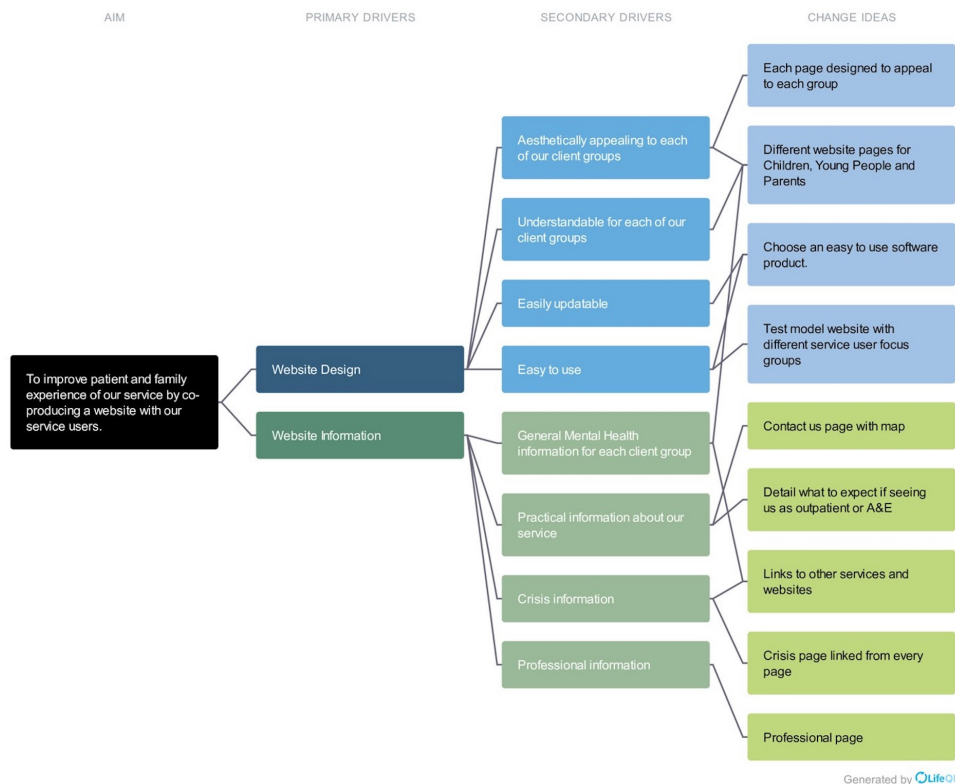 AIM
PRIMARY DRIVERS
SECONDARY DRIVERS
CHANGE IDEAS
To improve patient and family
experience of our service by co-
producing a website with our
service users.
Website Design
Website Information
Aesthetically appealing to each
of our client groups
Understandable for each of our
client groups
Easily updatable
Easy to use
General Mental Health
information for each client group
Practical information about our
service
Crisis information
Professional information
Each page designed to appeal
to each group
Different website pages for
Children, Young People and
Parents
Choose an easy to use software
product.
Test model website with
different service user focus
groups
Contact us page with map
Detail what to expect if seeing
us as outpatient or A&E
Links to other services and
websites
Crisis page linked from every
page
Professional page
Generated by LifeQI